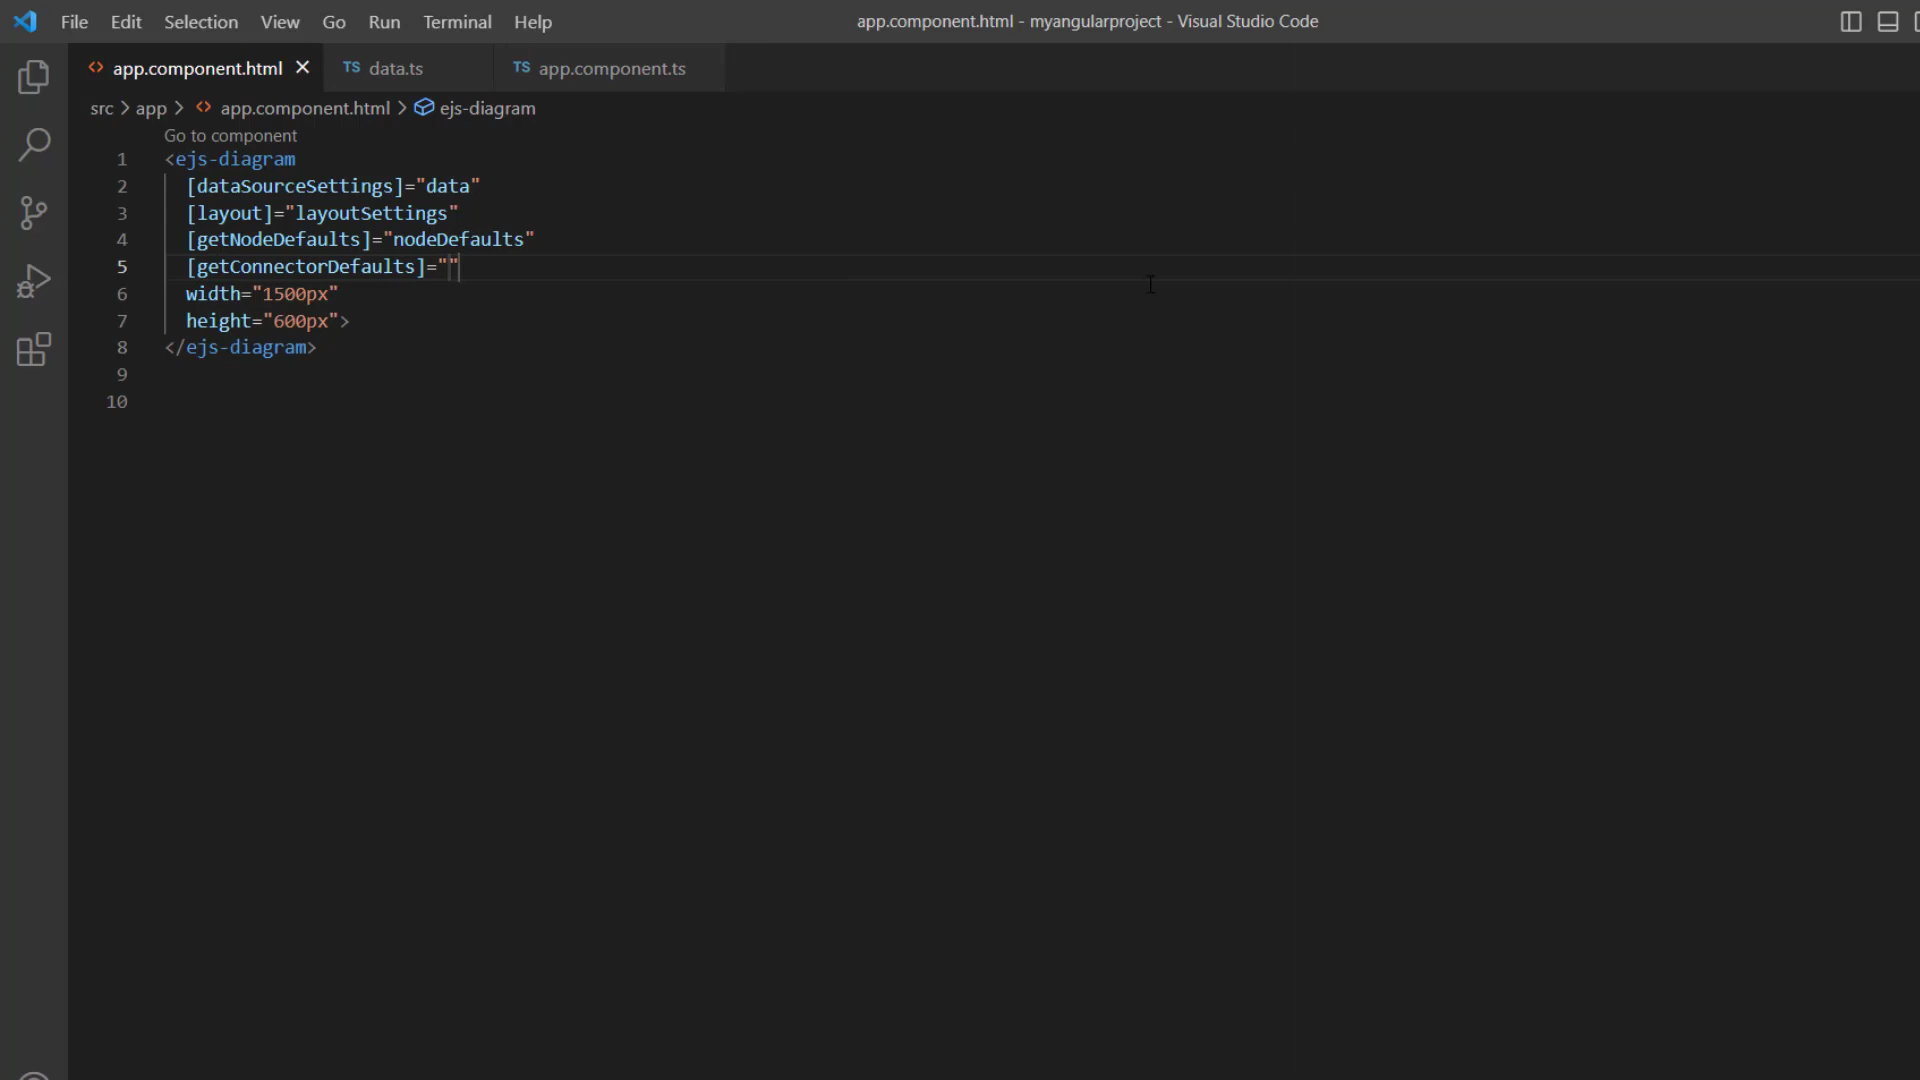 File Edit Selection View Go Run Terminal Help app.component.html - myangularproject - Visual Studio Code
app.component.html TS data.ts TS app.component.ts
src > app > app.component.html > ejs-diagram
Go to component
1 <ejs-diagram
2 [dataSourceSettings]="data"
3 [layout]="layoutSettings"
4 [getNodeDefaults]="nodeDefaults"
5 [getConnectorDefaults]=""
6 width="1500px"
7 height="600px">
8 </ejs-diagram>
9
10